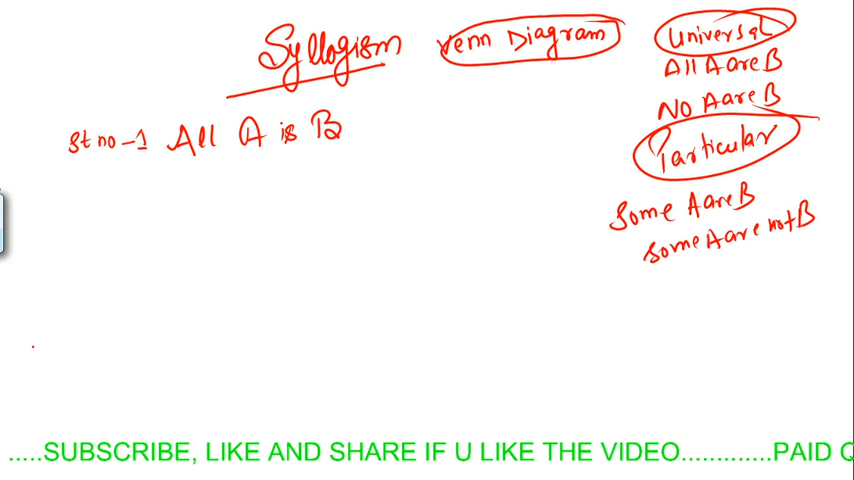 Syllogism
Venn Diagram
Universal
All A are B
No A are B
Particular
Some A are B
Some A are not B
St no-1 All A is B
.....SUBSCRIBE, LIKE AND SHARE IF U LIKE THE VIDEO.............PAID